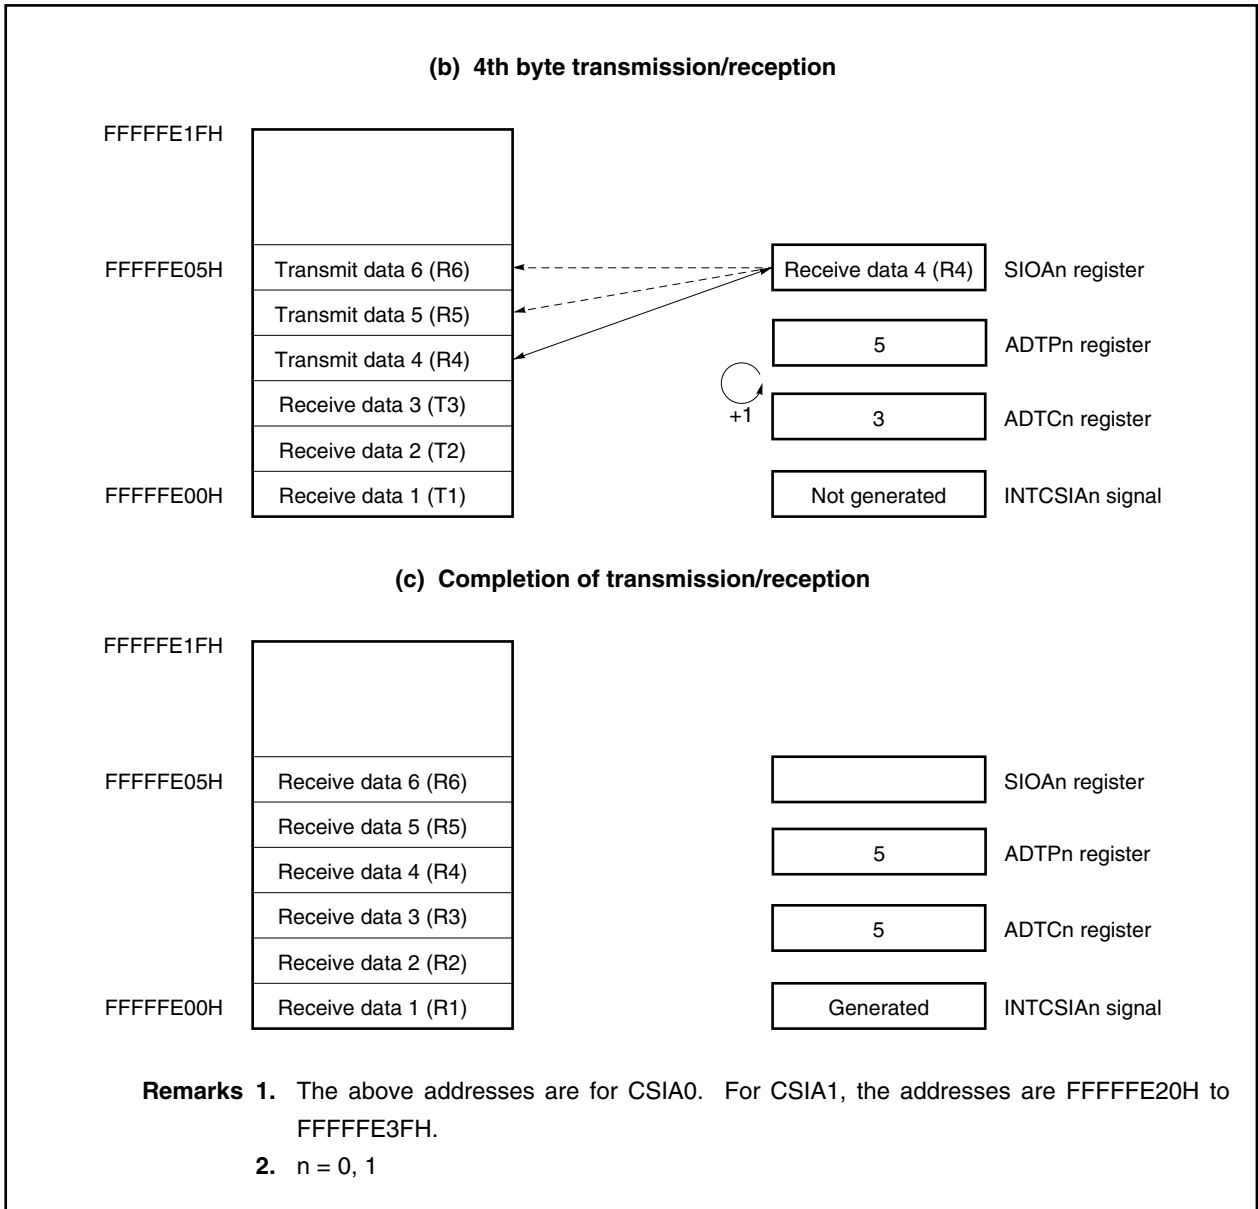 (b) 4th byte transmission/reception
FFFFFE1FH
FFFFFE05H
Transmit data 6 (R6)
Receive data 4 (R4)
SIOAn register
Transmit data 5 (R5)
Transmit data 4 (R4)
5
ADTPn register
Receive data 3 (T3)
+1
3
ADTCn register
Receive data 2 (T2)
FFFFFE00H
Receive data 1 (T1)
Not generated
INTCSIAn signal
(c) Completion of transmission/reception
FFFFFE1FH
FFFFFE05H
Receive data 6 (R6)
SIOAn register
Receive data 5 (R5)
5
ADTPn register
Receive data 4 (R4)
Receive data 3 (R3)
5
ADTCn register
Receive data 2 (R2)
FFFFFE00H
Receive data 1 (R1)
Generated
INTCSIAn signal
Remarks 1. The above addresses are for CSIA0. For CSIA1, the addresses are FFFFFE20H to
FFFFFE3FH.
2. n = 0, 1